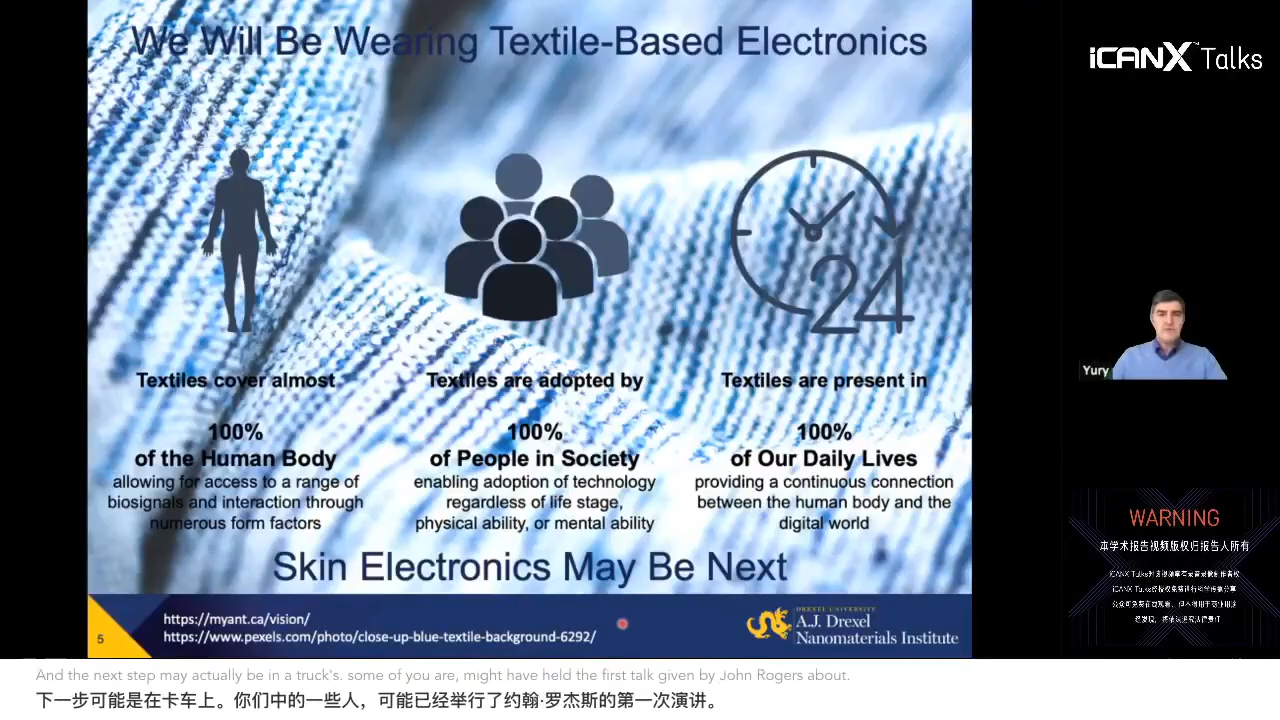 We Will Be Wearing Textile-Based Electronics
iCANX Talks
24
Textiles cover almost
100%
of the Human Body
allowing for access to a range of
biosignals and interaction through
numerous form factors
Textiles are adopted by
100%
of People in Society
enabling adoption of technology
regardless of life stage,
physical ability, or mental ability
Textiles are present in
100%
of Our Daily Lives
providing a continuous connection
between the human body and the
digital world
Skin Electronics May Be Next
5
https://myant.ca/vision/
https://www.pexels.com/photo/close-up-blue-textile-background-6292/
DREXEL UNIVERSITY
A.J. Drexel
Nanomaterials Institute
Yury
WARNING
本学术报告视频版权归报告人所有
And the next step may actually be in a truck's. some of you are, might have held the first talk given by John Rogers about.
下一步可能是在卡车上。你们中的一些人，可能已经举行了约翰·罗杰斯的第一次演讲。